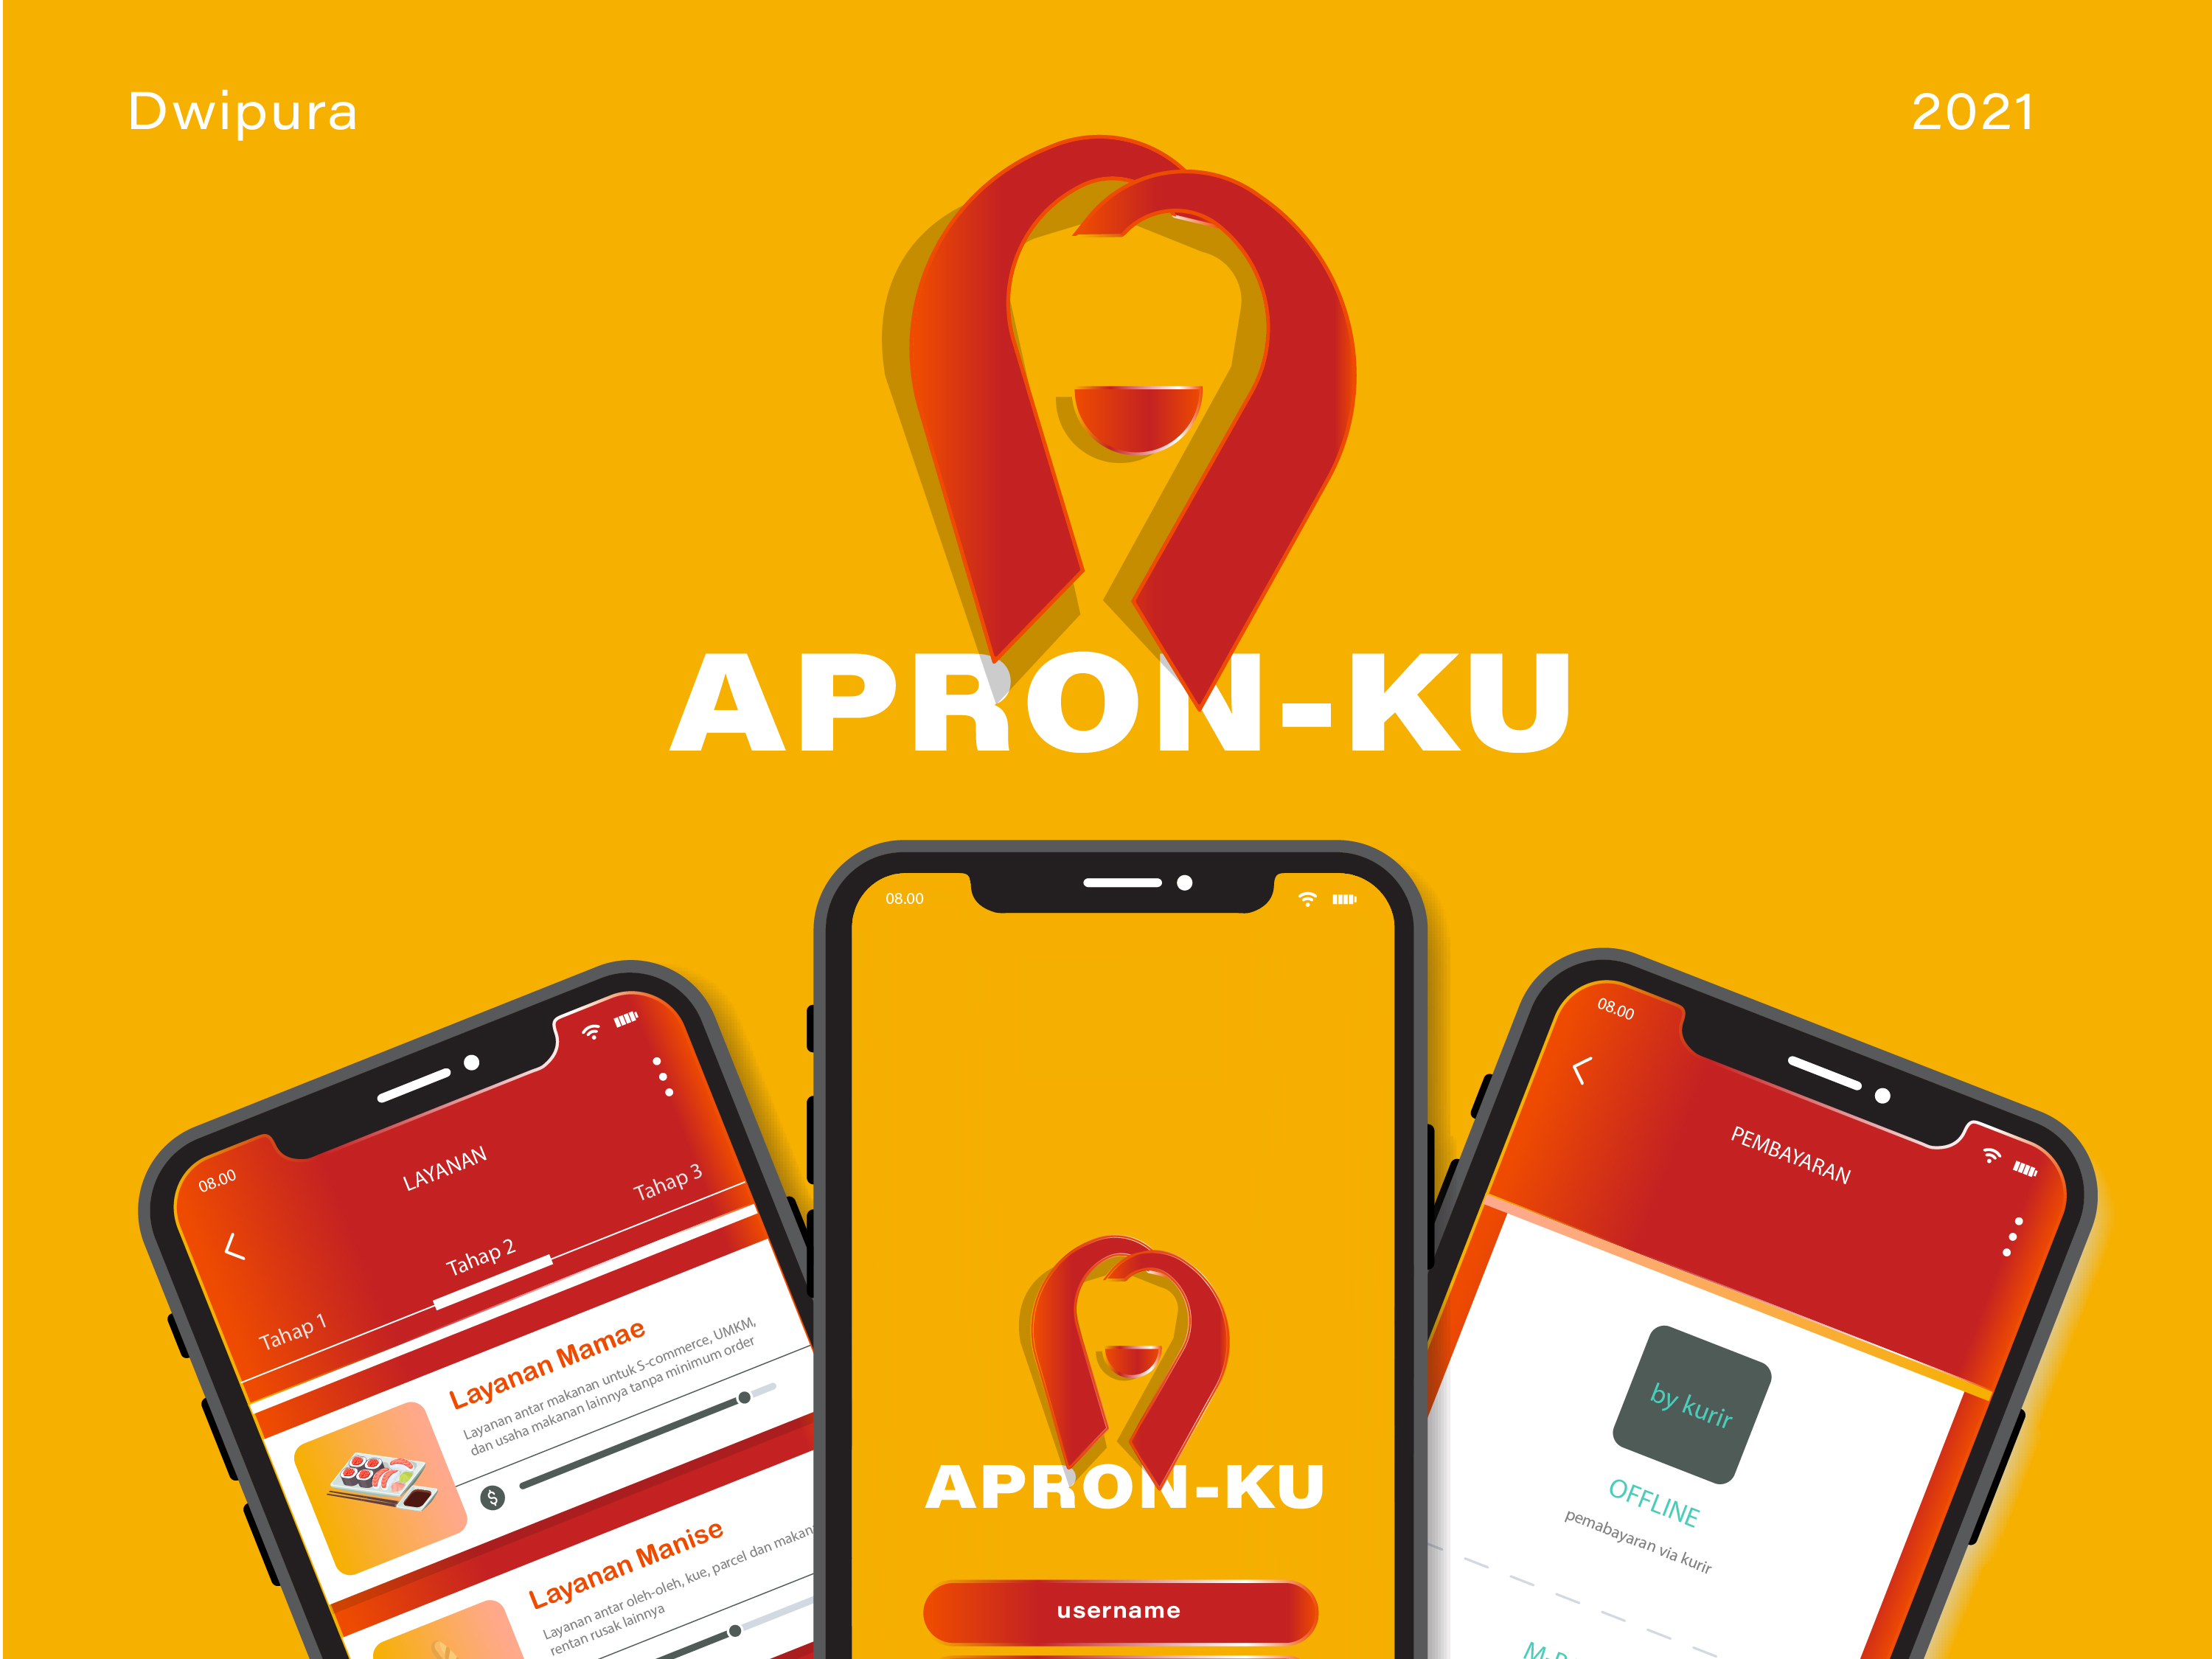 Dwipura
2021
APRON-KU
08.00
LAYANAN
Tahap 1
Tahap 2
Tahap 3
Layanan Mamae
Layanan antar makanan untuk S-commerce, UMKM,
dan usaha makanan lainnya tanpa minimum order
$
Layanan Manise
Layanan antar oleh-oleh, kue, parcel dan makan
rentan rusak lainnya
08.00
APRON-KU
username
08.00
PEMBAYARAN
by kurir
OFFLINE
pemabayaran via kurir